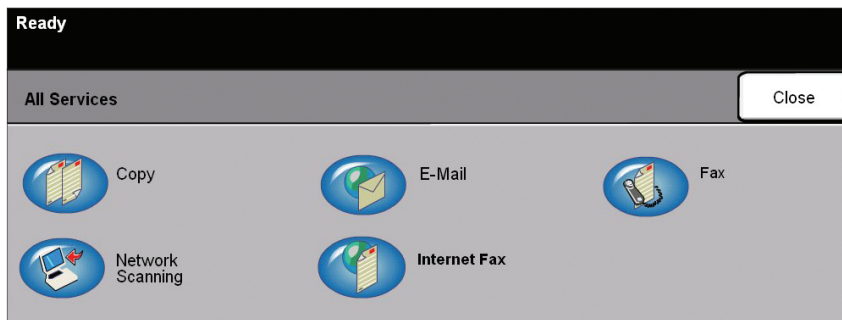 Ready
All Services
Close
Copy
E-Mail
Fax
Network
Scanning
Internet Fax